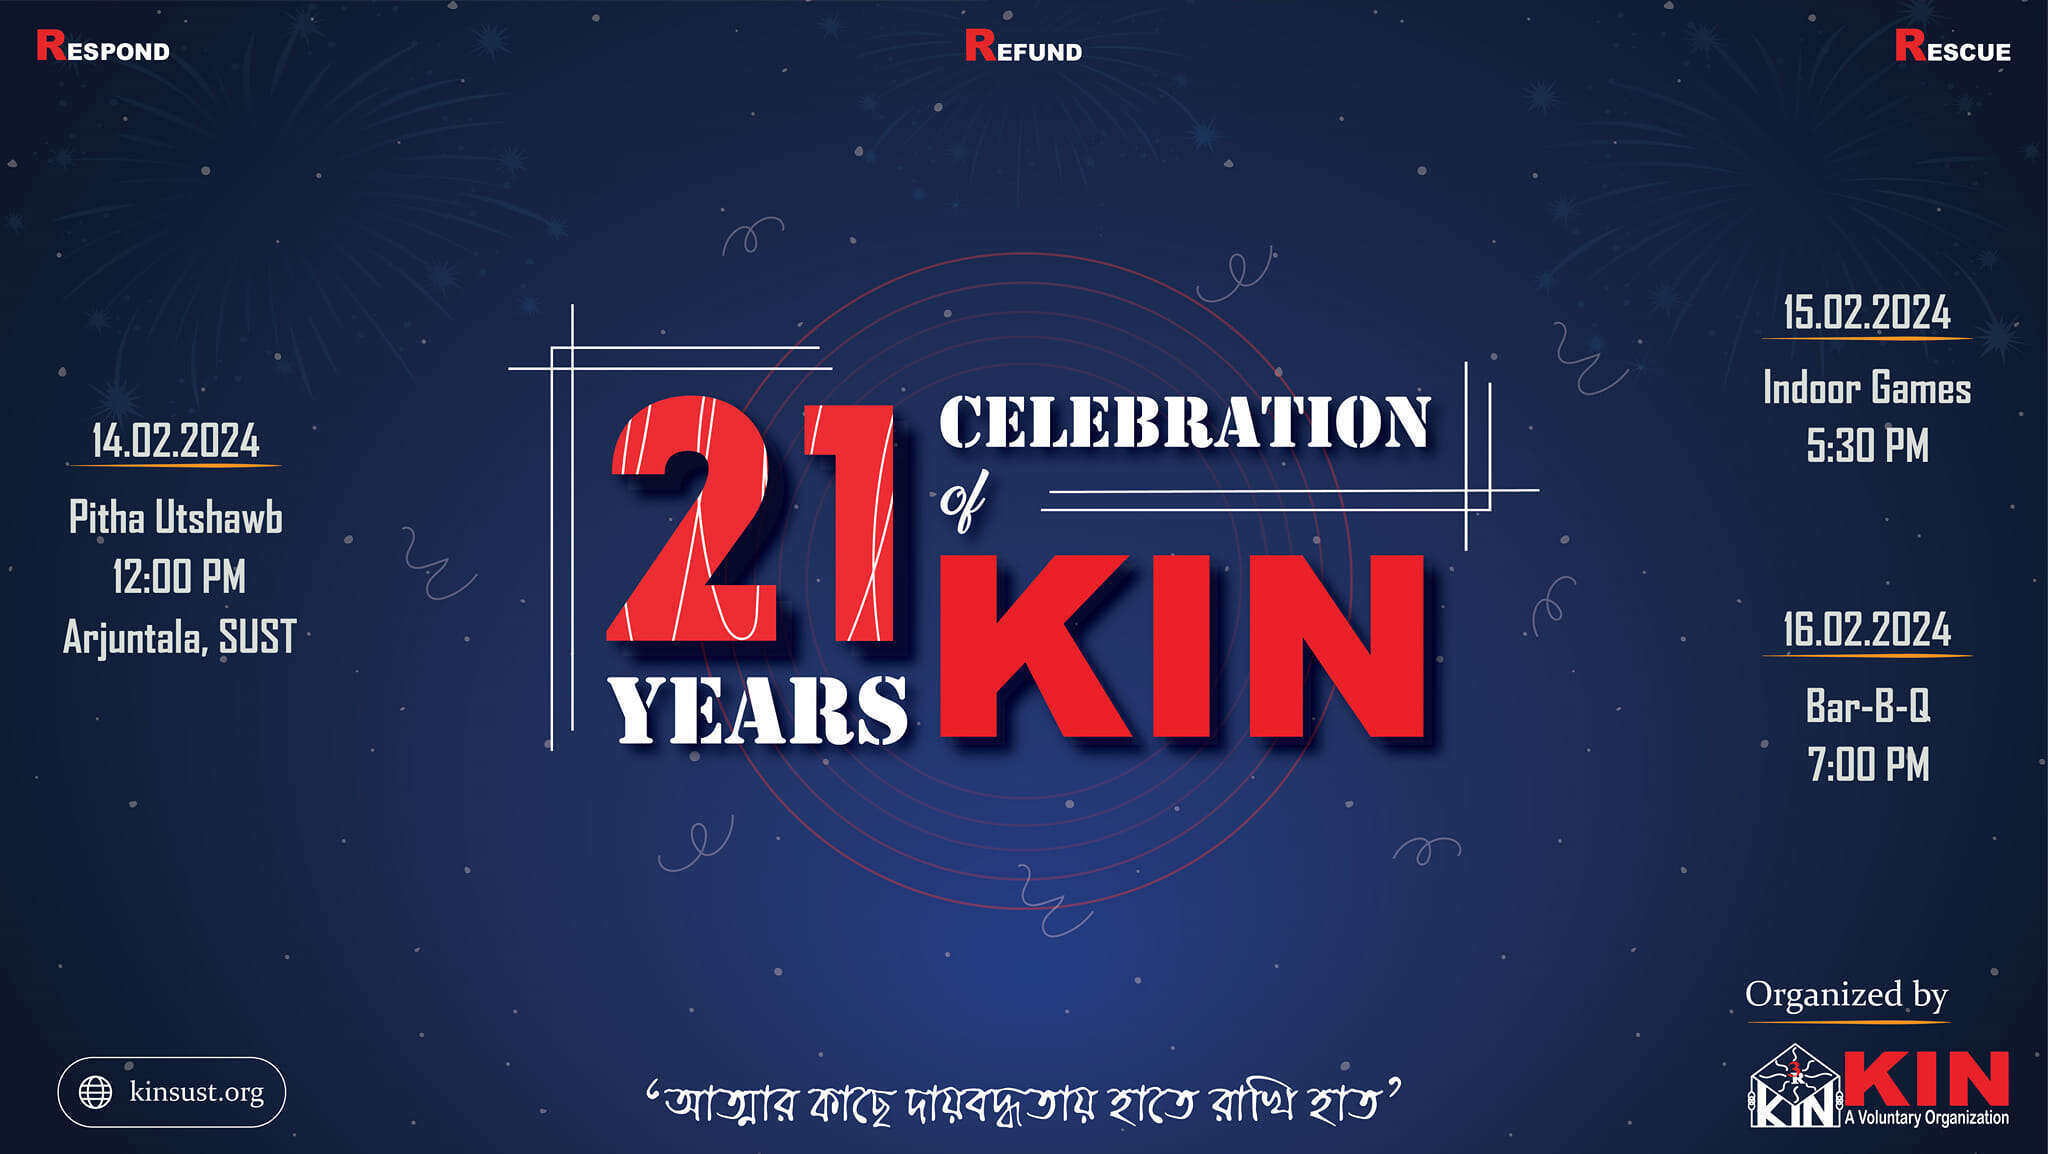 RESPOND
REFUND
RESCUE
14.02.2024
Pitha Utshawb
12:00 PM
Arjuntala, SUST
21
YEARS
CELEBRATION
of
KIN
15.02.2024
Indoor Games
5:30 PM
16.02.2024
Bar-B-Q
7:00 PM
kinsust.org
‘আত্মার কাছে দায়বদ্ধতায় হাতে রাখি হাত’
Organized by
3R
KIN
KIN
A Voluntary Organization